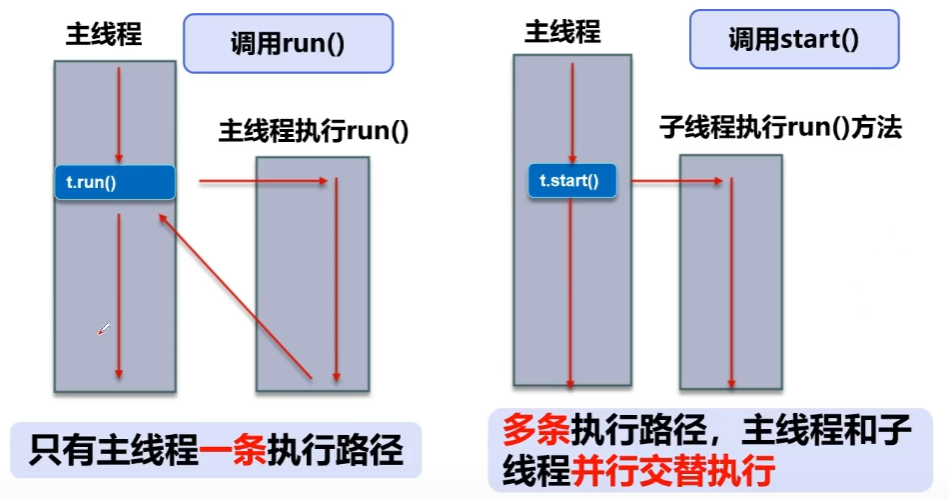 主线程
调用run()
主线程执行run()
t.run()
只有主线程一条执行路径
主线程
调用start()
子线程执行run()方法
t.start()
多条执行路径，主线程和子
线程并行交替执行